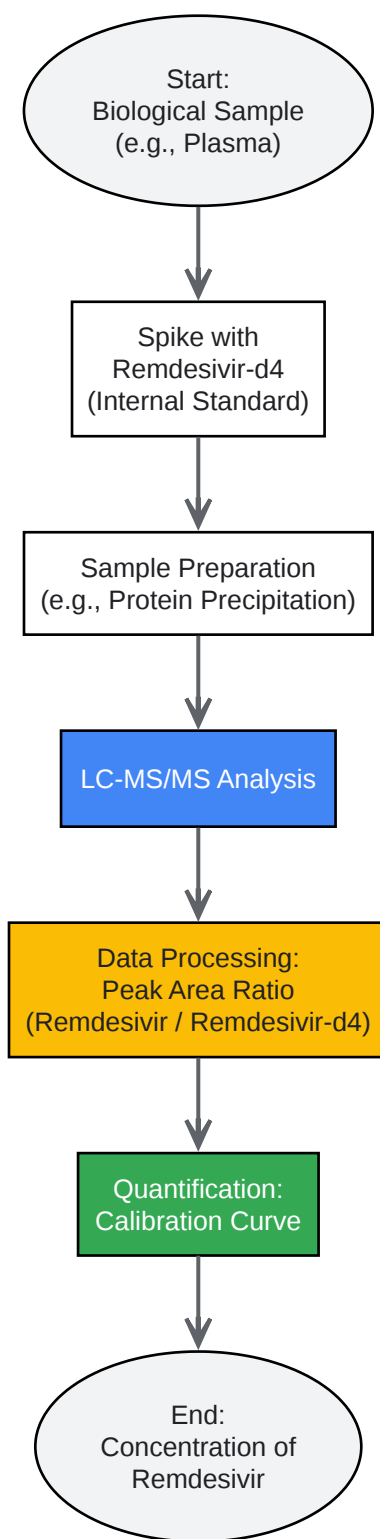 Start:
Biological Sample
(e.g., Plasma)
Spike with
Remdesivir-d4
(Internal Standard)
Sample Preparation
(e.g., Protein Precipitation)
LC-MS/MS Analysis
Data Processing:
Peak Area Ratio
(Remdesivir / Remdesivir-d4)
Quantification:
Calibration Curve
End:
Concentration of
Remdesivir